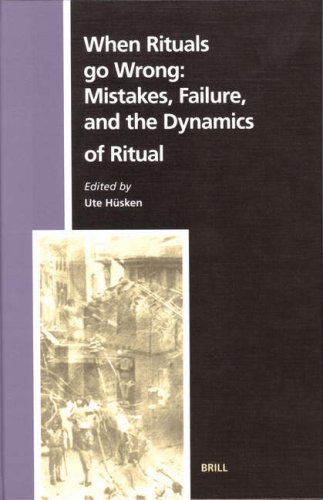 When Rituals
go Wrong:
Mistakes, Failure,
and the Dynamics
of Ritual
Edited by
Ute Hüsken
BRILL